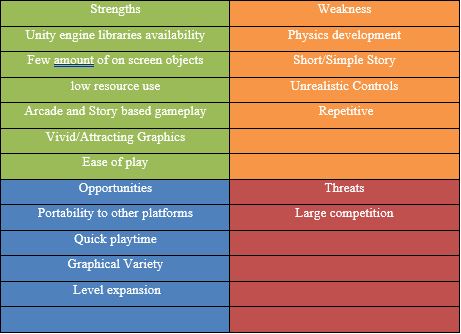 Strengths
Weakness
Unity engine libraries availability
Physics development
Few amount of on screen objects
Short/Simple Story
low resource use
Unrealistic Controls
Arcade and Story based gameplay
Repetitive
Vivid/Attracting Graphics
Ease of play
Opportunities
Threats
Portability to other platforms
Large competition
Quick playtime
Graphical Variety
Level expansion